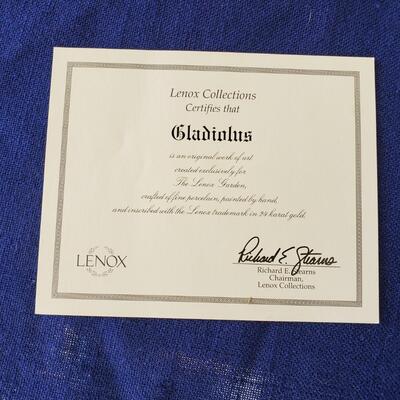 Lenox Collections
Certifies that
Gladiolus
is an original work of art
created exclusively for
The Lenox Garden,
crafted of fine porcelain, painted by hand,
and inscribed with the Lenox trademark in 24 karat gold.
LENOX
Richard E. Stearns
Richard E. Stearns
Chairman,
Lenox Collections